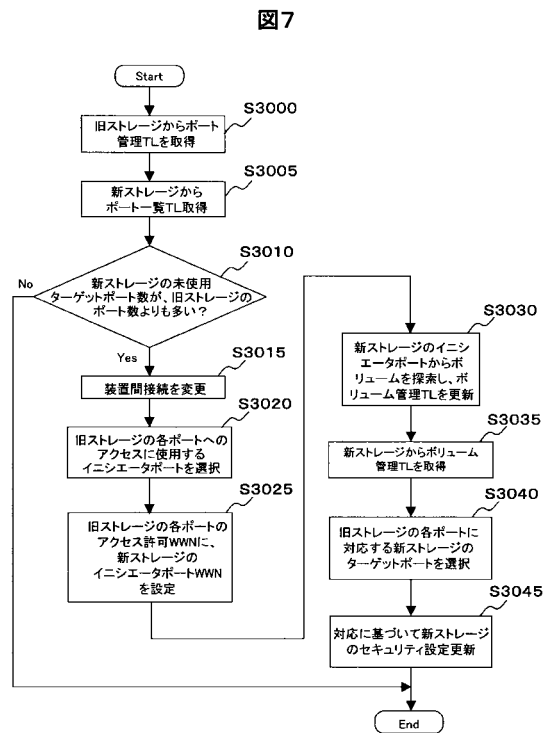 図7
Start
S3000
旧ストレージからポート
管理TLを取得
S3005
新ストレージから
ポート一覧TL取得
S3010
No
新ストレージの未使用
ターゲットポート数が、旧ストレージの
ポート数よりも多い?
Yes
S3015
装置間接続を変更
S3020
旧ストレージの各ポートへの
アクセスに使用する
イニシエータポートを選択
S3025
旧ストレージの各ポートの
アクセス許可WWNに、
新ストレージの
イニシエータポートWWN
を設定
S3030
新ストレージのイニシ
エータポートからボ
リュームを探索し、ボ
リューム管理TLを更新
S3035
新ストレージからボリューム
管理TLを取得
S3040
旧ストレージの各ポートに
対応する新ストレージの
ターゲットポートを選択
S3045
対応に基づいて新ストレージ
のセキュリティ設定更新
End